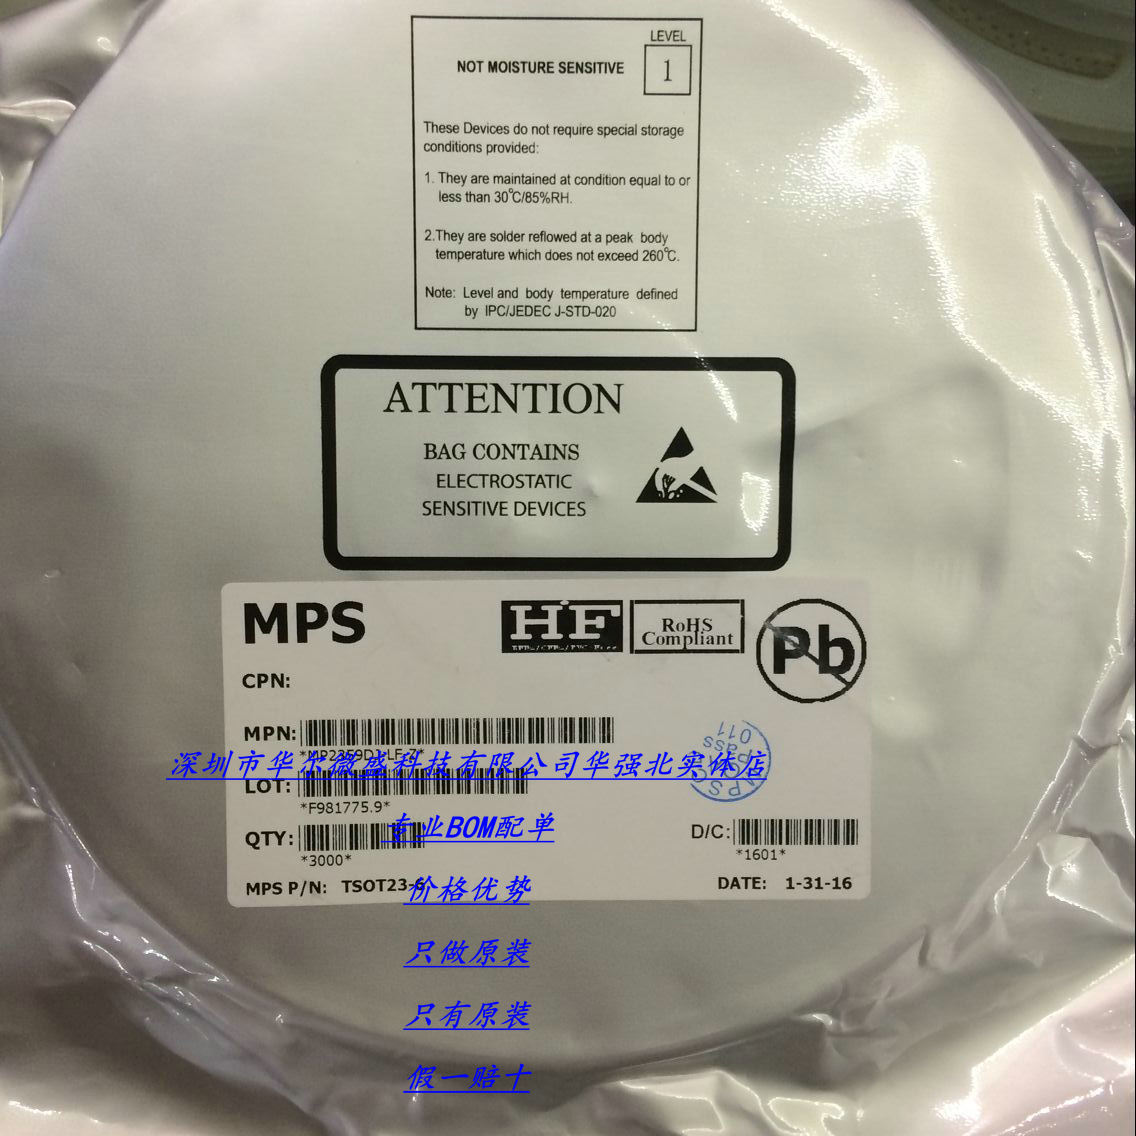 LEVEL
NOT MOISTURE SENSITIVE
1
These Devices do not require special storage
conditions provided:
1. They are maintained at condition equal to or
less than 30℃/85%RH.
2.They are solder reflowed at a peak body
temperature which does not exceed 260℃.
Note: Level and body temperature defined
by IPC/JEDEC J-STD-020
ATTENTION
BAG CONTAINS
ELECTROSTATIC
SENSITIVE DEVICES
MPS
HF
RoHS
Compliant
Pb
CPN:
MPN:
*MP2359DJ-LF-Z*
深圳市华尔微盛科技有限公司华强北实体店
LOT:
*F981775.9*
专业BOM配单
QTY:
*3000*
D/C:
*1601*
MPS P/N: TSOT23-6
DATE: 1-31-16
价格优势
只做原装
只有原装
假一赔十